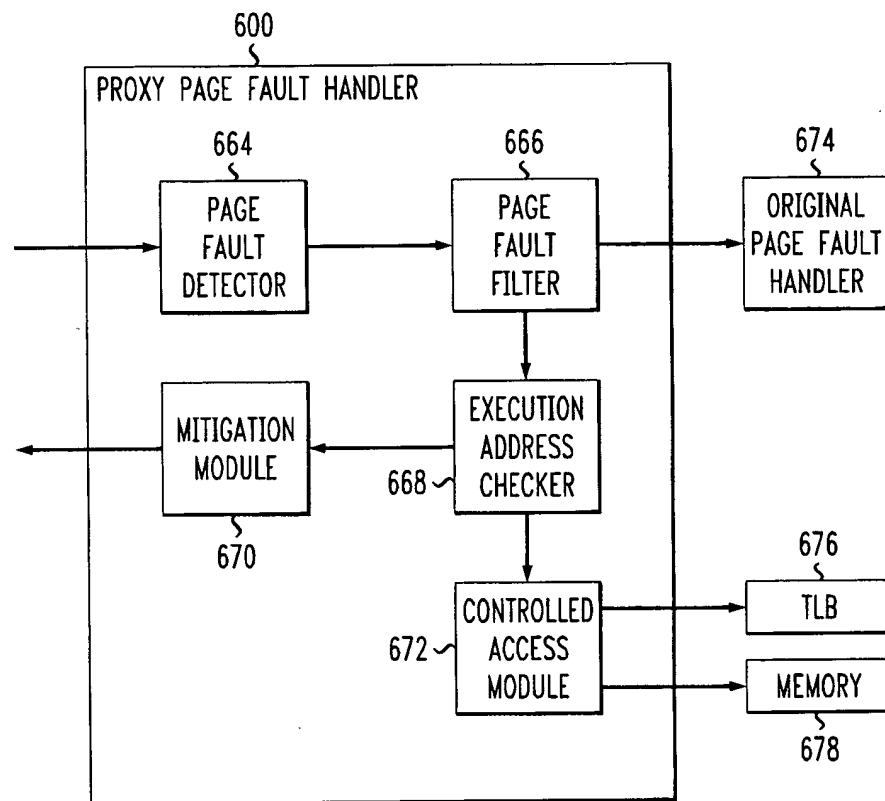 600
PROXY PAGE FAULT HANDLER
664
PAGE
FAULT
DETECTOR
666
PAGE
FAULT
FILTER
674
ORIGINAL
PAGE FAULT
HANDLER
MITIGATION
MODULE
670
EXECUTION
ADDRESS
CHECKER
668
CONTROLLED
ACCESS
MODULE
672
676
TLB
MEMORY
678